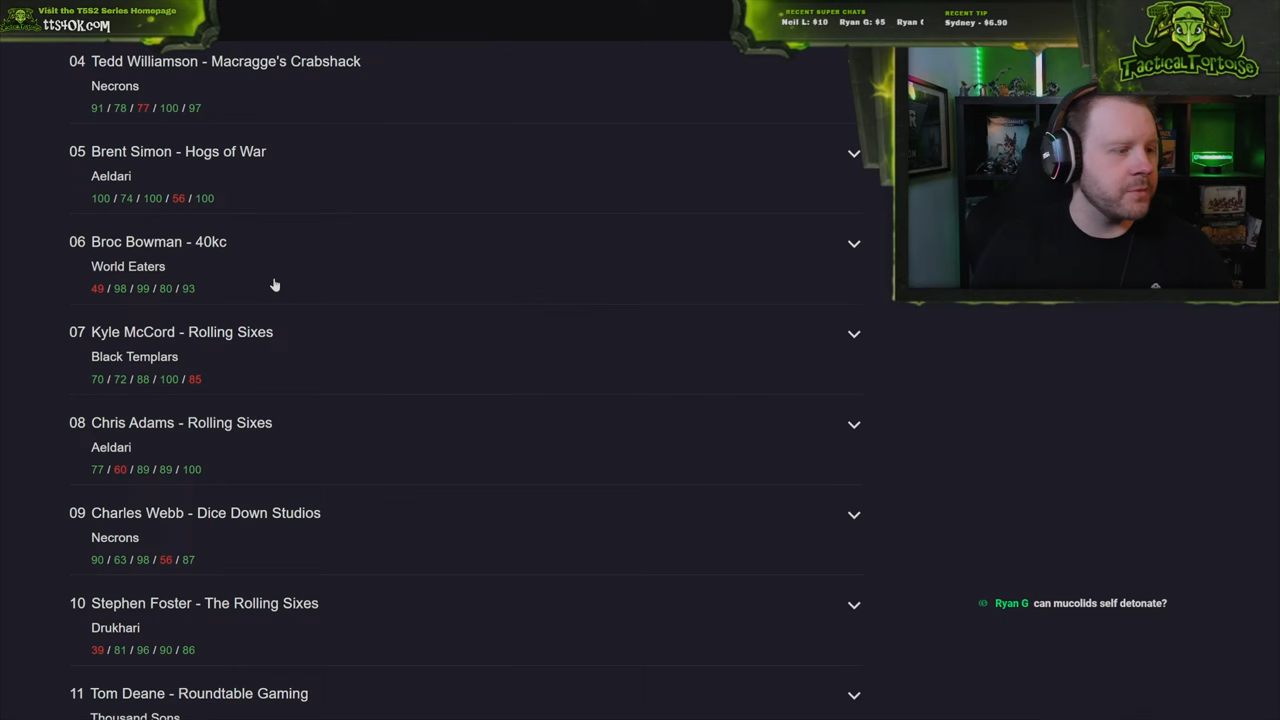 Visit the T5S2 Series Homepage
tts40K.com
RECENT SUPER CHATS
Neil L: $10 Ryan G: $5 Ryan
RECENT TIP
Sydney - $6.90
TacticalTortoise
04 Tedd Williamson - Macragge's Crabshack
Necrons
91 / 78 / 77 / 100 / 97
05 Brent Simon - Hogs of War
Aeldari
100 / 74 / 100 / 56 / 100
06 Broc Bowman - 40kc
World Eaters
49 / 98 / 99 / 80 / 93
07 Kyle McCord - Rolling Sixes
Black Templars
70 / 72 / 88 / 100 / 85
08 Chris Adams - Rolling Sixes
Aeldari
77 / 60 / 89 / 89 / 100
09 Charles Webb - Dice Down Studios
Necrons
90 / 63 / 98 / 56 / 87
10 Stephen Foster - The Rolling Sixes
Drukhari
39 / 81 / 96 / 90 / 86
Ryan G can mucolids self detonate?
11 Tom Deane - Roundtable Gaming
Thousand Sons